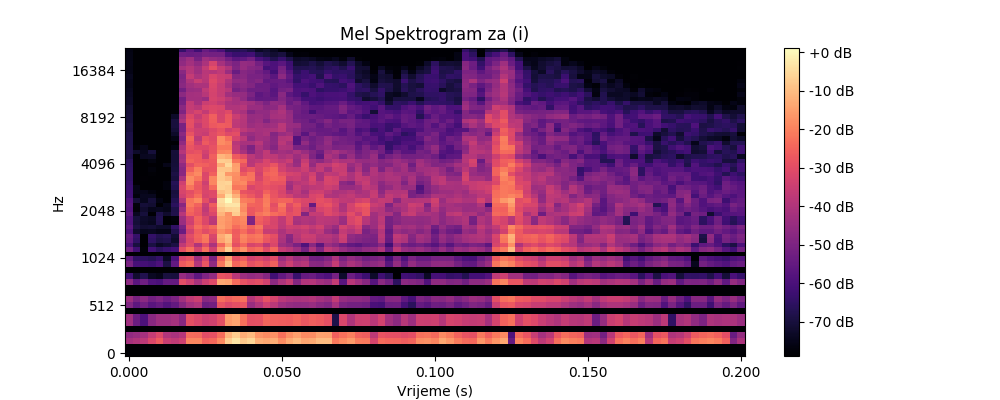 Mel Spektrogram za (i)
Hz
16384
8192
4096
2048
1024
512
0
0.000 0.050 0.100 0.150 0.200
Vrijeme (s)
+0 dB
-10 dB
-20 dB
-30 dB
-40 dB
-50 dB
-60 dB
-70 dB